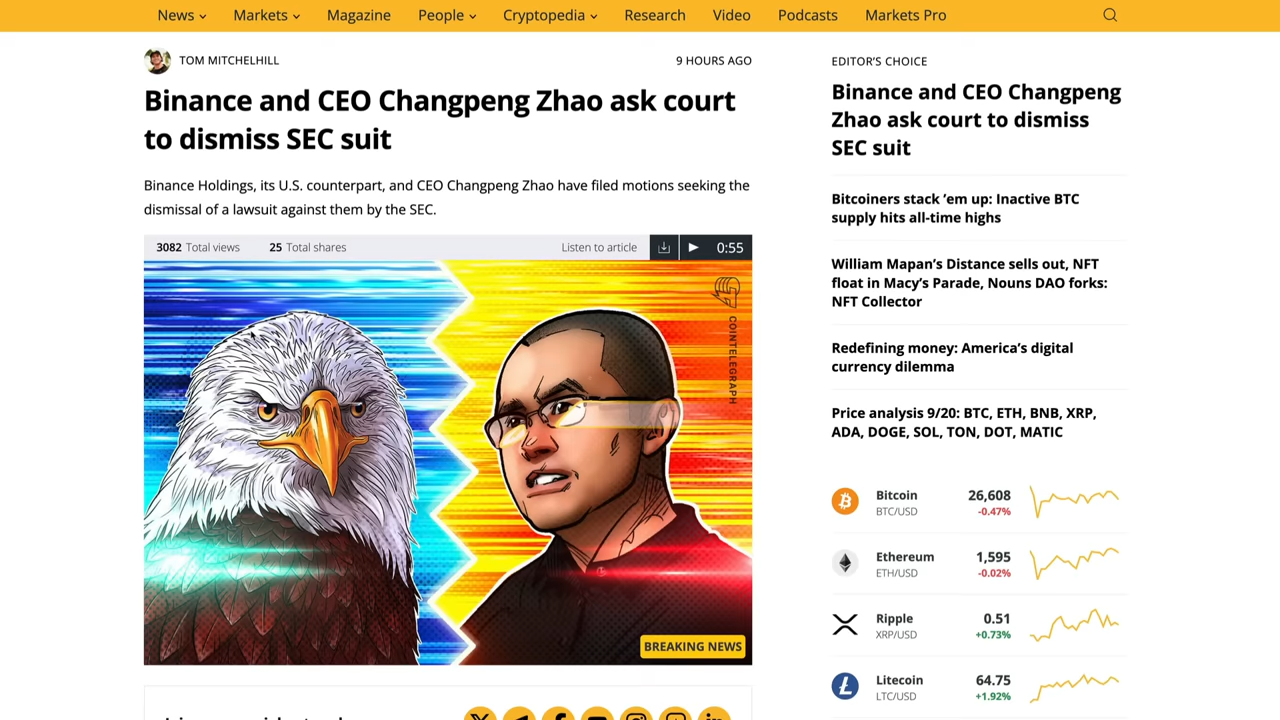 News
Markets
Magazine
People
Cryptopedia
Research
Video
Podcasts
Markets Pro
TOM MITCHELHILL
9 HOURS AGO
Binance and CEO Changpeng Zhao ask court
to dismiss SEC suit
Binance Holdings, its U.S. counterpart, and CEO Changpeng Zhao have filed motions seeking the
dismissal of a lawsuit against them by the SEC.
3082 Total views
25 Total shares
Listen to article
0:55
COINTELEGRAPH
BREAKING NEWS
EDITOR'S CHOICE
Binance and CEO Changpeng
Zhao ask court to dismiss
SEC suit
Bitcoiners stack ’em up: Inactive BTC
supply hits all-time highs
William Mapan’s Distance sells out, NFT
float in Macy’s Parade, Nouns DAO forks:
NFT Collector
Redefining money: America’s digital
currency dilemma
Price analysis 9/20: BTC, ETH, BNB, XRP,
ADA, DOGE, SOL, TON, DOT, MATIC
Bitcoin 26,608
BTC/USD -0.47%
Ethereum 1,595
ETH/USD -0.02%
Ripple 0.51
XRP/USD +0.73%
Litecoin 64.75
LTC/USD +1.92%